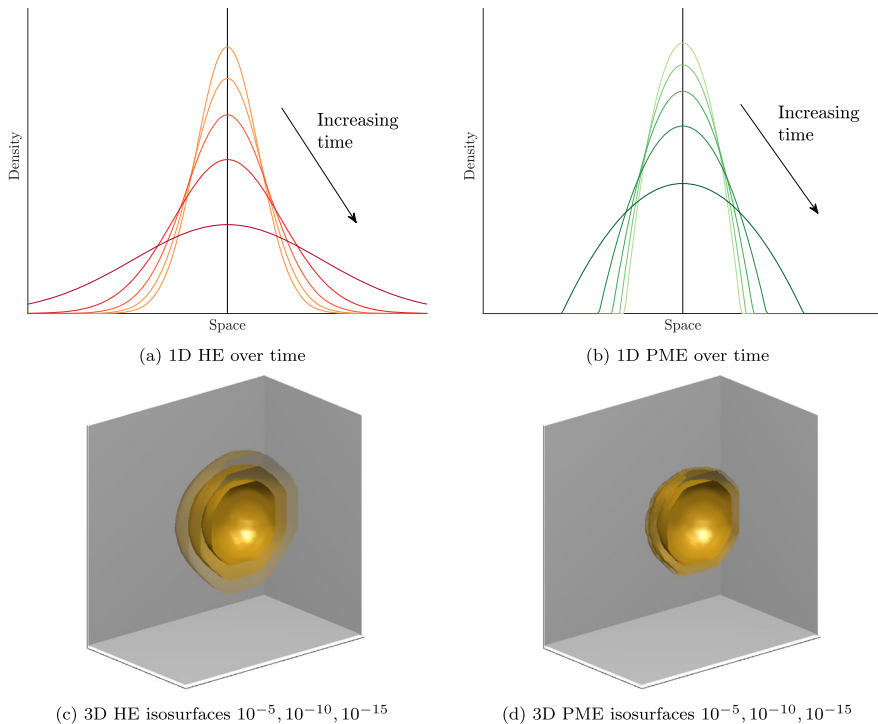 Density
Increasing
time
Space
(a) 1D HE over time
Density
Increasing
time
Space
(b) 1D PME over time
(c) 3D HE isosurfaces 10⁻⁵, 10⁻¹⁰, 10⁻¹⁵
(d) 3D PME isosurfaces 10⁻⁵, 10⁻¹⁰, 10⁻¹⁵